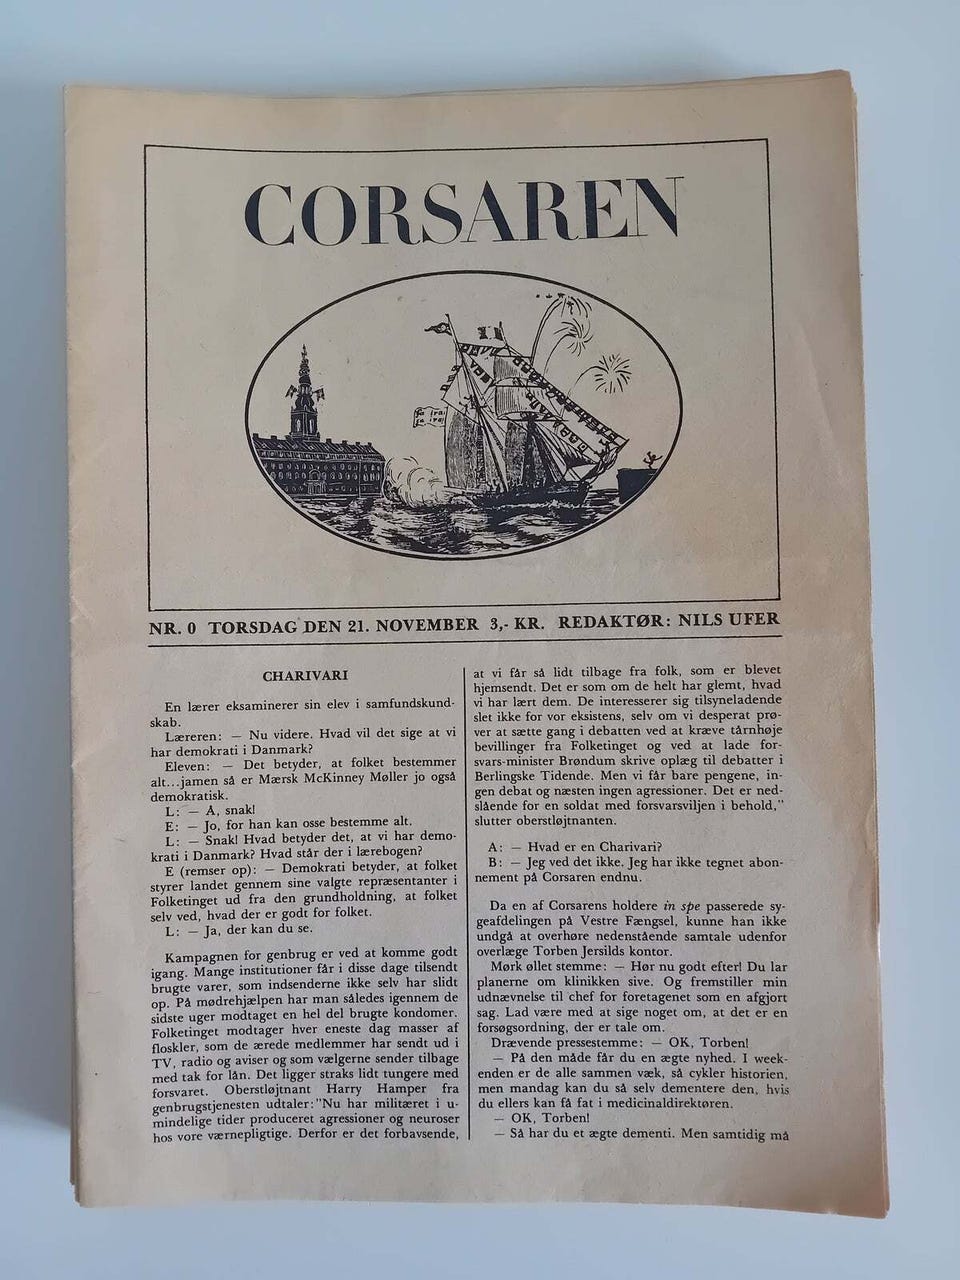 CORSAREN
NR. 0 TORSDAG DEN 21. NOVEMBER 3,- KR. REDAKTØR: NILS UFER
CHARIVARI
En lærer eksaminerer sin elev i samfundskund-
skab.
Læreren: — Nu videre. Hvad vil det sige at vi
har demokrati i Danmark?
Eleven: — Det betyder, at folket bestemmer
alt...jamen så er Mærsk McKinney Møller jo også
demokratisk.
L: — Å, snak!
E: — Jo, for han kan osse bestemme alt.
L: — Snak! Hvad betyder det, at vi har demo-
krati i Danmark? Hvad står der i lærebogen?
E (remser op): — Demokrati betyder, at folket
styrer landet gennem sine valgte repræsentanter i
Folketinget ud fra den grundholdning, at folket
selv ved, hvad der er godt for folket.
L: — Ja, der kan du se.
Kampagnen for genbrug er ved at komme godt
igang. Mange institutioner får i disse dage tilsendt
brugte varer, som indsenderne ikke selv har slidt
op. På mødrehjælpen har man således igennem de
sidste uger modtaget en hel del brugte kondomer.
Folketinget modtager hver eneste dag masser af
floskler, som de ærede medlemmer har sendt ud i
TV, radio og aviser og som vælgerne sender tilbage
med tak for lån. Det ligger straks lidt tungere med
forsvaret. Oberstløjtnant Harry Hamper fra
genbrugstjenesten udtaler:"Nu har militæret i u-
mindelige tider produceret agressioner og neuroser
hos vore værnepligtige. Derfor er det forbavsende,
at vi får så lidt tilbage fra folk, som er blevet
hjemsendt. Det er som om de helt har glemt, hvad
vi har lært dem. De interesserer sig tilsyneladende
slet ikke for vor eksistens, selv om vi desperat prø-
ver at sætte gang i debatten ved at kræve tårnhøje
bevillinger fra Folketinget og ved at lade for-
svars-minister Brøndum skrive oplæg til debatter i
Berlingske Tidende. Men vi får bare pengene, in-
gen debat og næsten ingen agressioner. Det er ned-
slående for en soldat med forsvarsviljen i behold,"
slutter oberstløjtnanten.
A: — Hvad er en Charivari?
B: — Jeg ved det ikke. Jeg har ikke tegnet abon-
nement på Corsaren endnu.
Da en af Corsarens holdere in spe passerede sy-
geafdelingen på Vestre Fængsel, kunne han ikke
undgå at overhøre nedenstående samtale udenfor
overlæge Torben Jersilds kontor.
Mørk øllet stemme: — Hør nu godt efter! Du lar
planerne om klinikken sive. Og fremstiller min
udnævnelse til chef for foretagenet som en afgjort
sag. Lad være med at sige noget om, at det er en
forsøgsordning, der er tale om.
Drævende pressestemme: — OK, Torben!
— På den måde får du en ægte nyhed. I week-
enden er de alle sammen væk, så cykler historien,
men mandag kan du så selv dementere den, hvis
du ellers kan få fat i medicinaldirektøren.
— OK, Torben!
— Så har du et ægte dementi. Men samtidig må